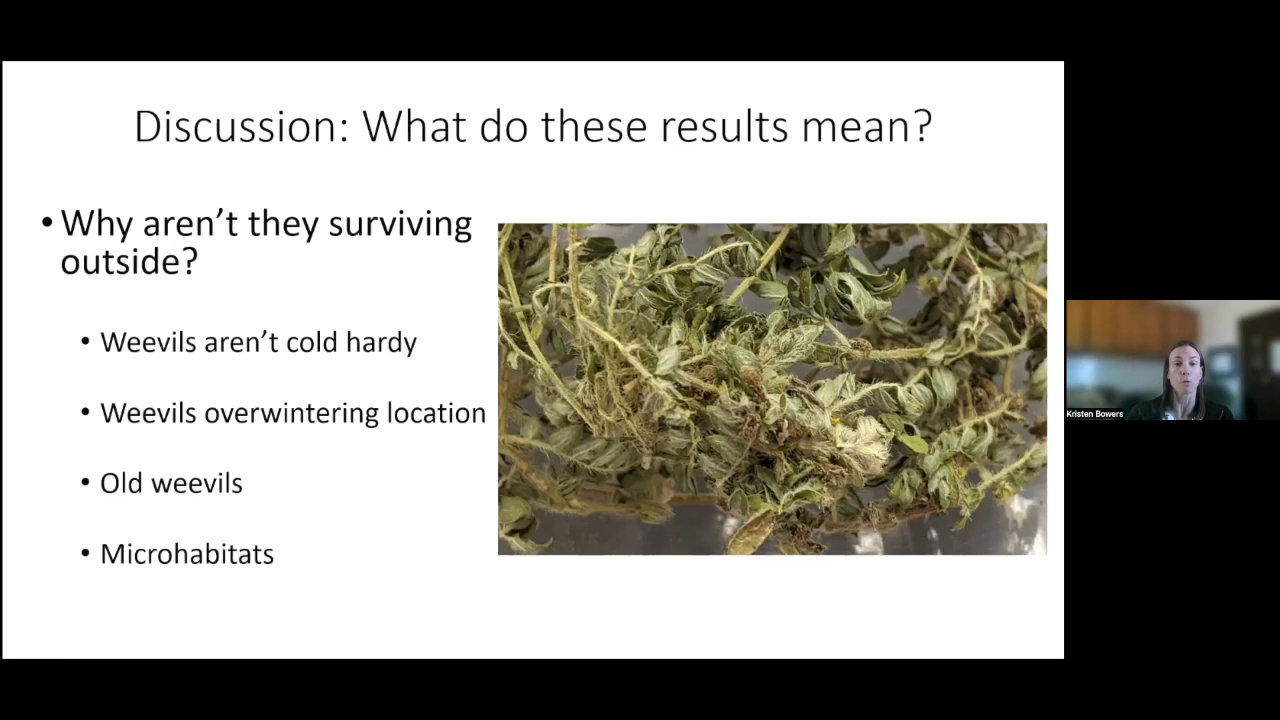 Discussion: What do these results mean?
• Why aren’t they surviving
outside?
• Weevils aren’t cold hardy
• Weevils overwintering location
• Old weevils
• Microhabitats
Kristen Bowers